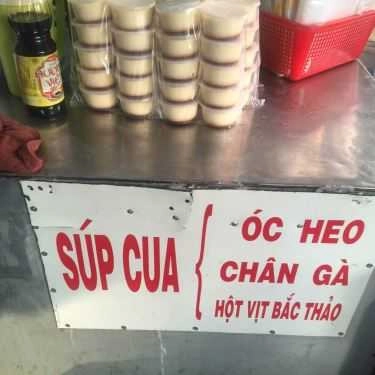 SÚP CUA
ÓC HEO
CHÂN GÀ
HỘT VỊT BẮC THẢO